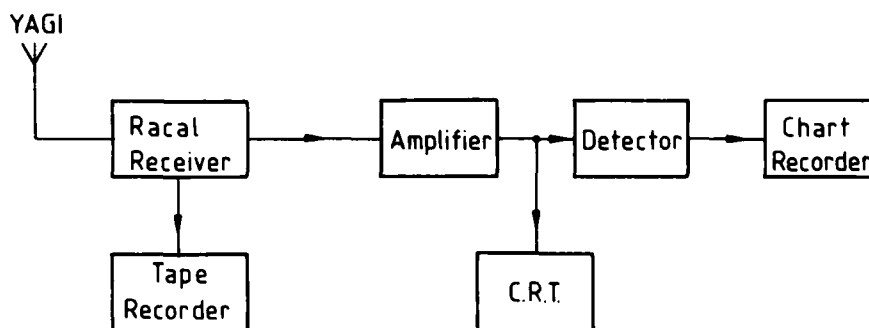 YAGI
Racal
Receiver
Amplifier
Detector
Chart
Recorder
Tape
Recorder
C.R.T.